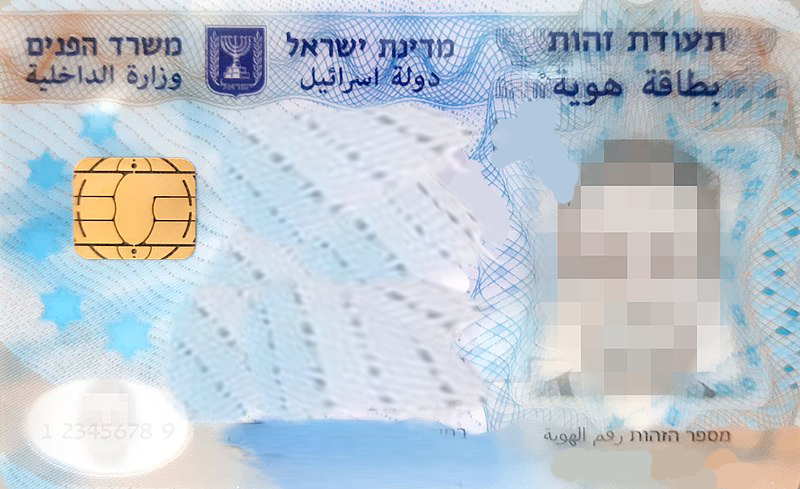 תעודת זהות
بطاقة هوية
מדינת ישראל
دولة اسرائيل
משרד הפנים
وزارة الداخلية
מספר הזהות رقم الهوية
1 2345678 9